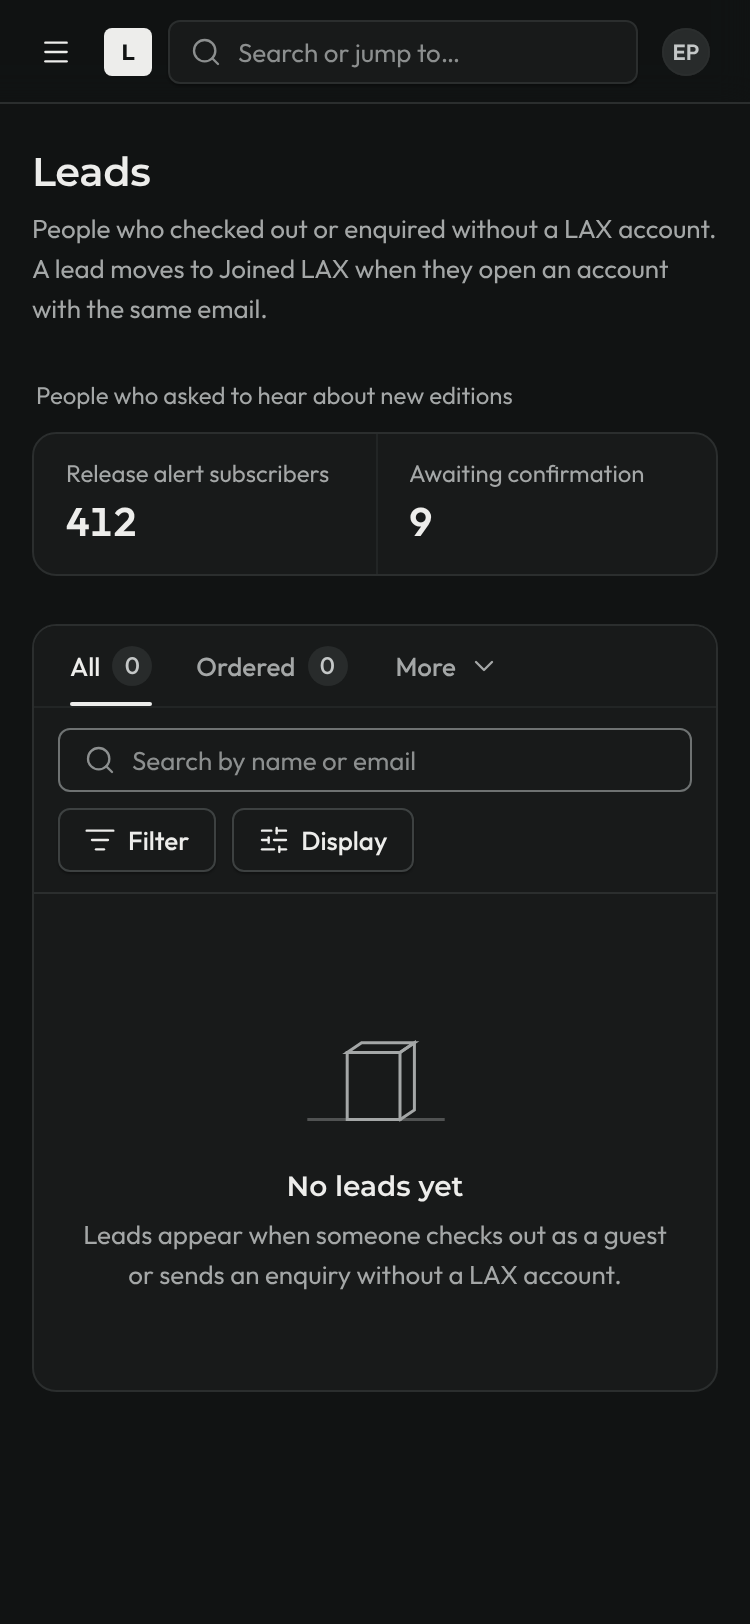 L
Search or jump to...
EP
Leads
People who checked out or enquired without a LAX account.
A lead moves to Joined LAX when they open an account
with the same email.
People who asked to hear about new editions
Release alert subscribers
412
Awaiting confirmation
9
All 0
Ordered 0
More
Search by name or email
Filter
Display
No leads yet
Leads appear when someone checks out as a guest
or sends an enquiry without a LAX account.